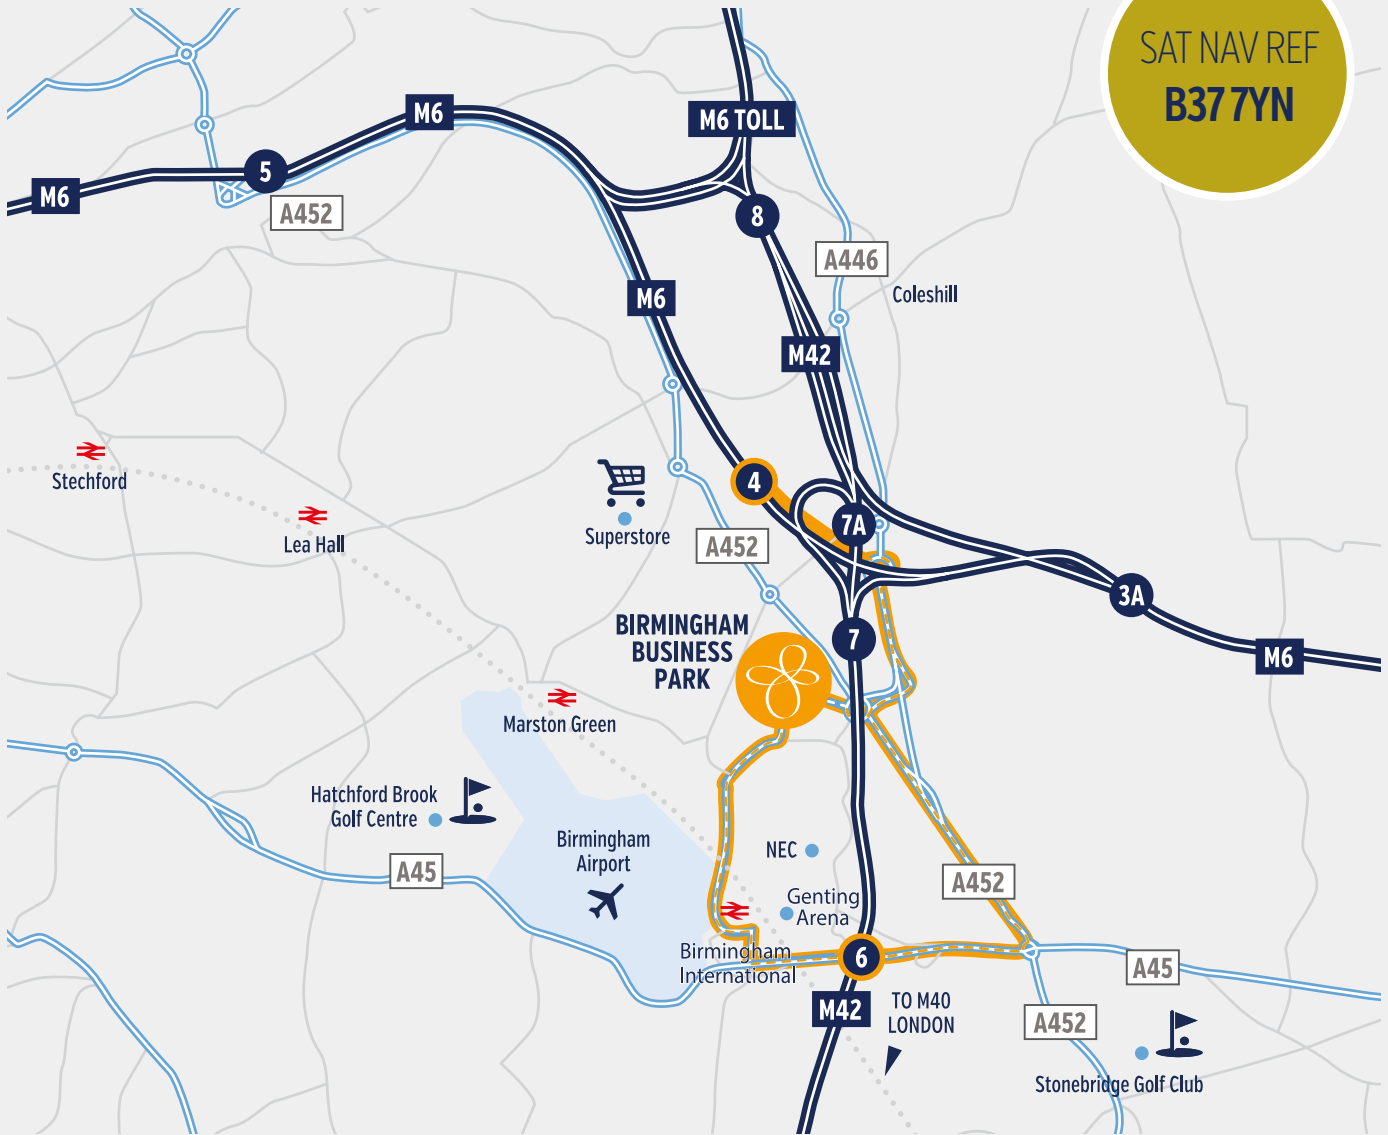 SAT NAV REF
B37 7YN
M6
M6 TOLL
5
M6
A452
8
A446
Coleshill
M6
M42
Stechford
4
Lea Hall
Superstore
7A
A452
3A
BIRMINGHAM
BUSINESS
PARK
7
M6
Marston Green
Hatchford Brook
Golf Centre
Birmingham
Airport
NEC
A45
A452
Genting
Arena
Birmingham
International
6
A45
M42
TO M40
LONDON
A452
Stonebridge Golf Club